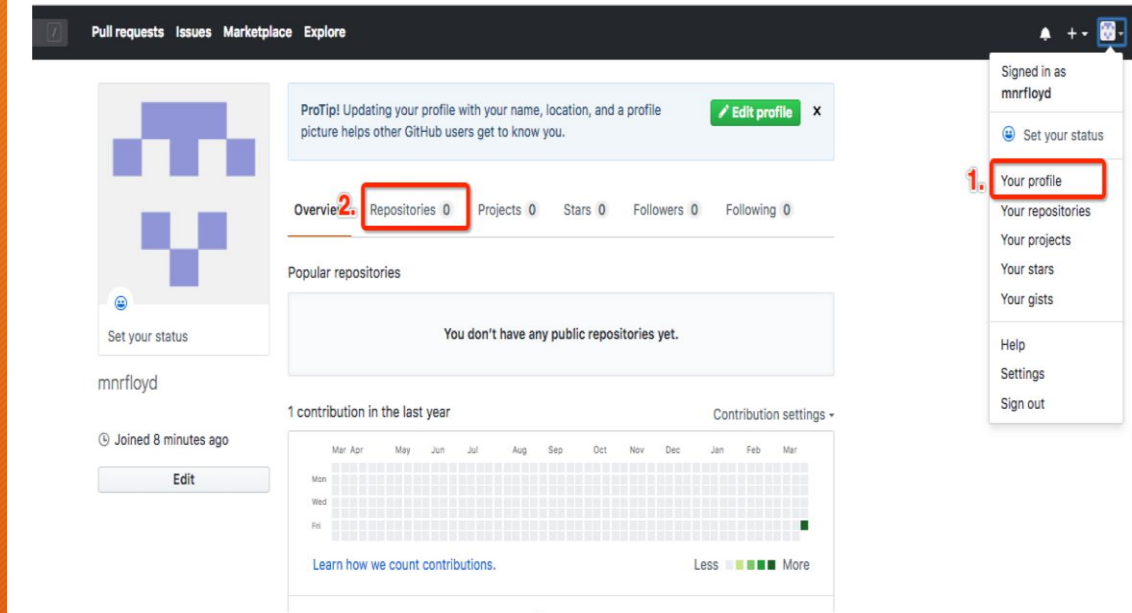 /
Pull requests Issues Marketplace Explore
Signed in as
mnrfloyd
Set your status
1.
Your profile
Your repositories
Your projects
Your stars
Your gists
Help
Settings
Sign out
ProTip! Updating your profile with your name, location, and a profile
picture helps other GitHub users get to know you.
Edit profile x
2.
Overvie Repositories 0 Projects 0 Stars 0 Followers 0 Following 0
Popular repositories
You don't have any public repositories yet.
Set your status
mnrfloyd
Joined 8 minutes ago
Edit
1 contribution in the last year
Contribution settings
Mar Apr May Jun Jul Aug Sep Oct Nov Dec Jan Feb Mar
Mon
Wed
Fri
Learn how we count contributions.
Less More